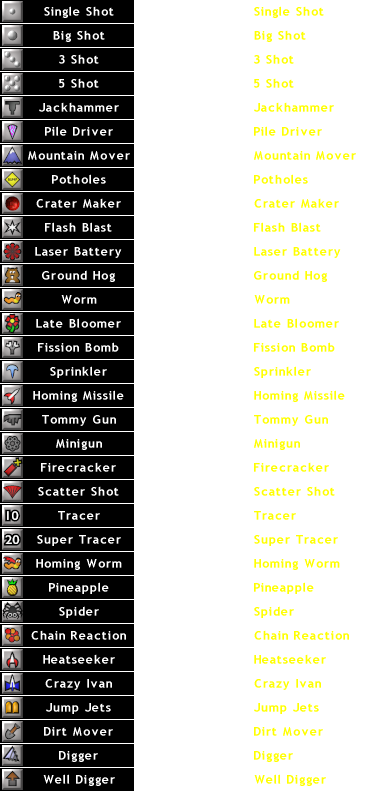 Single Shot Single Shot
Big Shot Big Shot
3 Shot 3 Shot
5 Shot 5 Shot
Jackhammer Jackhammer
Pile Driver Pile Driver
Mountain Mover Mountain Mover
Potholes Potholes
Crater Maker Crater Maker
Flash Blast Flash Blast
Laser Battery Laser Battery
Ground Hog Ground Hog
Worm Worm
Late Bloomer Late Bloomer
Fission Bomb Fission Bomb
Sprinkler Sprinkler
Homing Missile Homing Missile
Tommy Gun Tommy Gun
Minigun Minigun
Firecracker Firecracker
Scatter Shot Scatter Shot
10 Tracer Tracer
20 Super Tracer Super Tracer
Homing Worm Homing Worm
Pineapple Pineapple
Spider Spider
Chain Reaction Chain Reaction
Heatseeker Heatseeker
Crazy Ivan Crazy Ivan
Jump Jets Jump Jets
Dirt Mover Dirt Mover
Digger Digger
Well Digger Well Digger